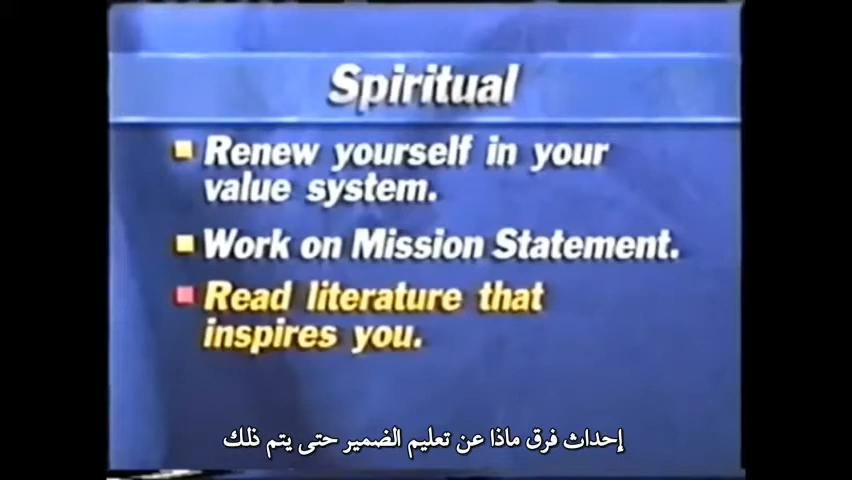 Spiritual
Renew yourself in your
value system.
Work on Mission Statement.
Read literature that
inspires you.
إحداث فرق ماذا عن تعليم الضمير حتى يتم ذلك